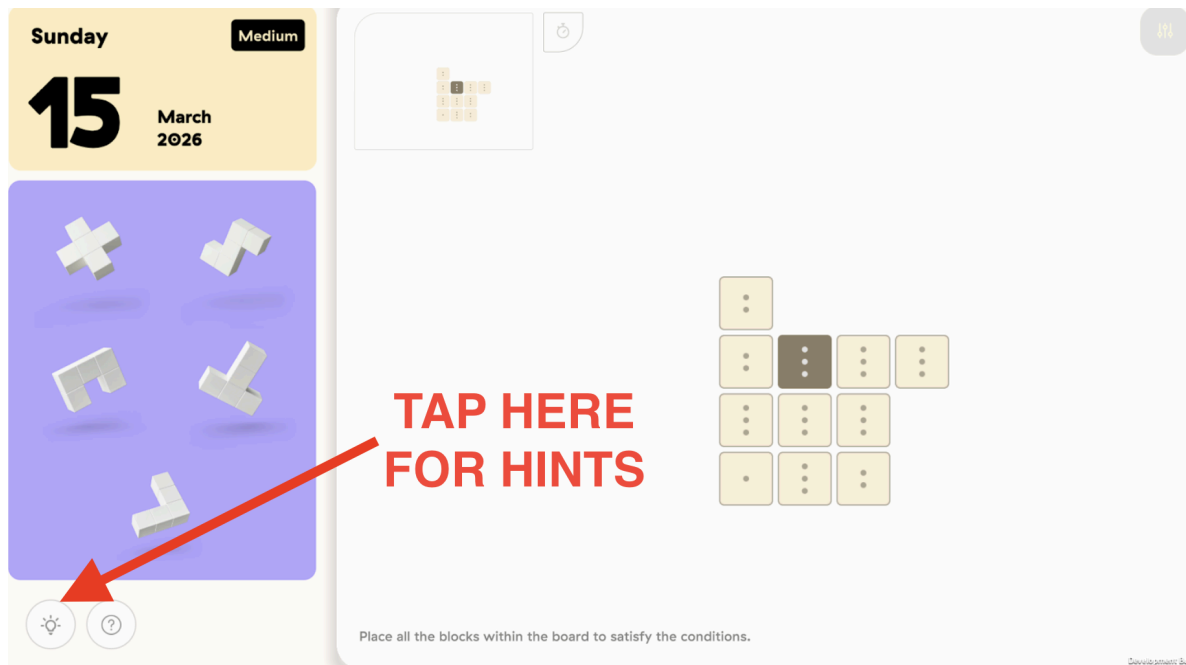 Sunday
Medium
15
March
2026
TAP HERE
FOR HINTS
?
Place all the blocks within the board to satisfy the conditions.
Development